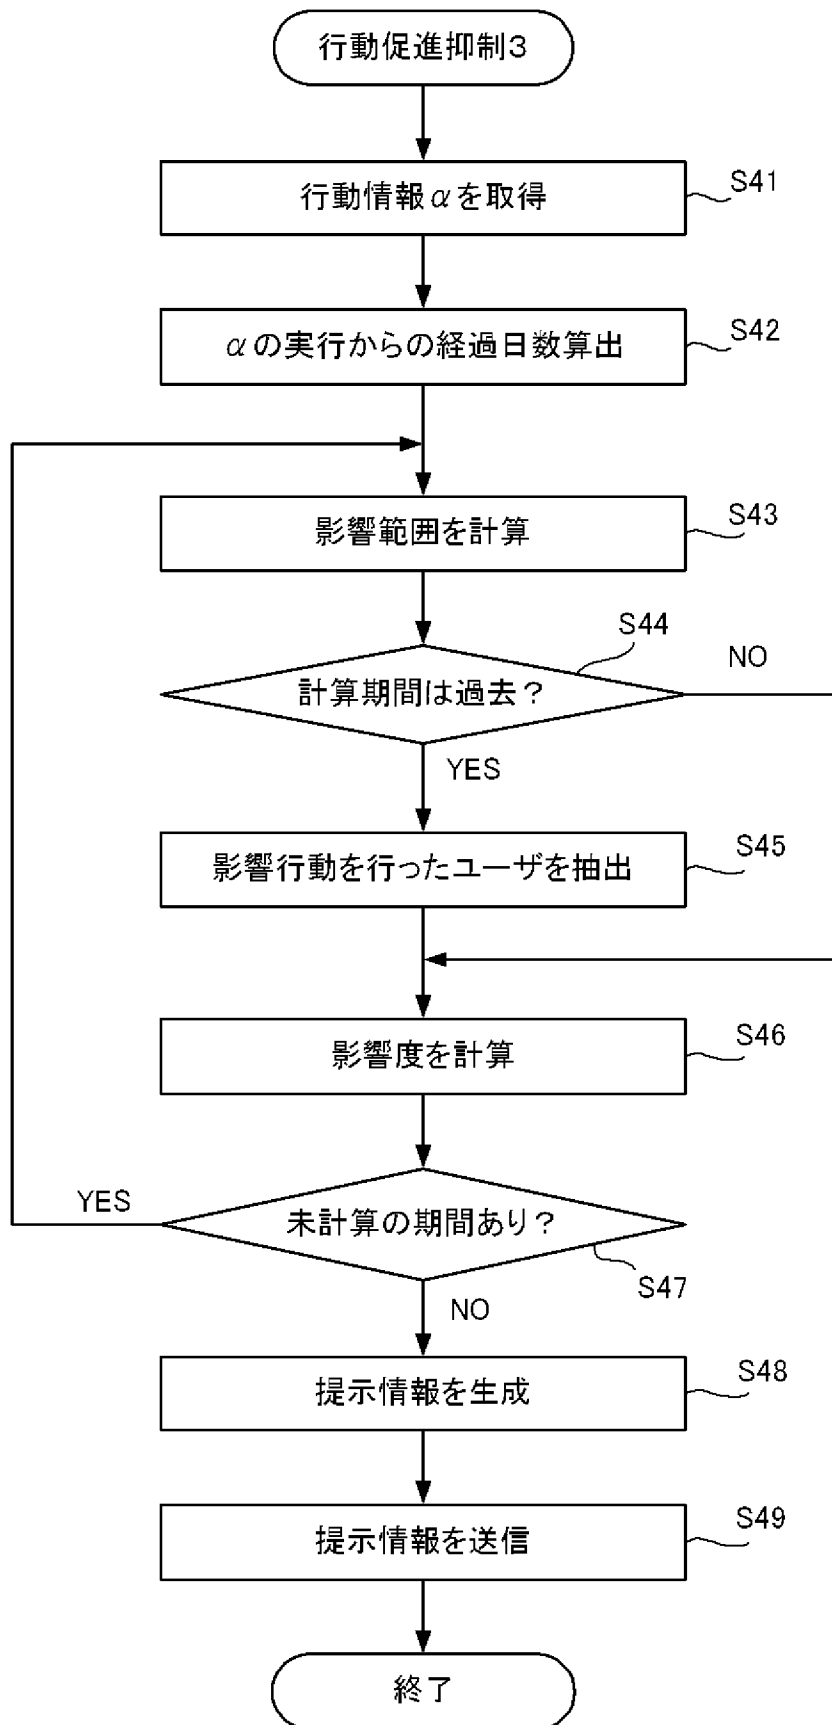 行動促進抑制3
行動情報αを取得
S41
αの実行からの経過日数算出
S42
影響範囲を計算
S43
S44
計算期間は過去?
NO
YES
影響行動を行ったユーザを抽出
S45
影響度を計算
S46
YES
未計算の期間あり?
S47
NO
提示情報を生成
S48
提示情報を送信
S49
終了